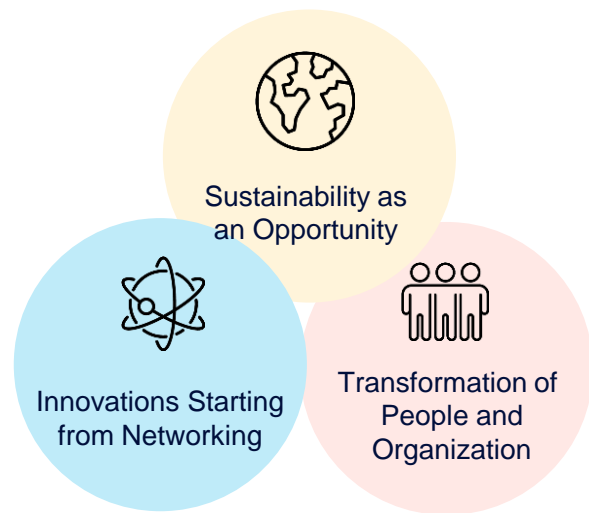 Sustainability as
an Opportunity
Innovations Starting
from Networking
Transformation of
People and
Organization